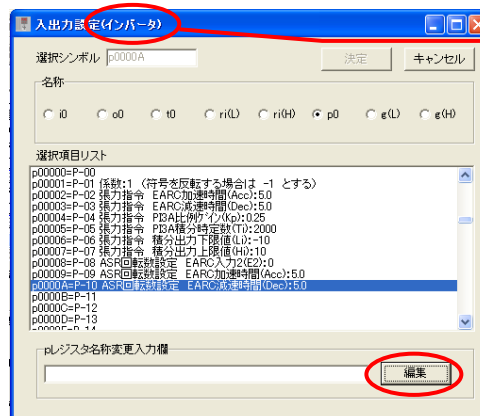 入出力設定(インバータ)
選択シンボル p0000A 決定 キャンセル
名称
i0 o0 t0 ri(L) ri(H) p0 g(L) g(H)
選択項目リスト
p00000=P-00
p00001=P-01 係数:1 (符号を反転する場合は -1 とする)
p00002=P-02 張力指令 EARC加速時間(Acc):5.0
p00003=P-03 張力指令 EARC減速時間(Dec):5.0
p00004=P-04 張力指令 PI3A比例ゲイン(Kp):0.25
p00005=P-05 張力指令 PI3A積分時定数(Ti):2000
p00006=P-06 張力指令 積分出力下限値(Li):-10
p00007=P-07 張力指令 積分出力上限値(Hi):10
p00008=P-08 ASR回転数設定 EARC入力2(E2):0
p00009=P-09 ASR回転数設定 EARC加速時間(Acc):5.0
p0000A=P-10 ASR回転数設定 EARC減速時間(Dec):5.0
p0000B=P-11
p0000C=P-12
p0000D=P-13
p0000E=P-14
pレジスタ名称変更入力欄
編集